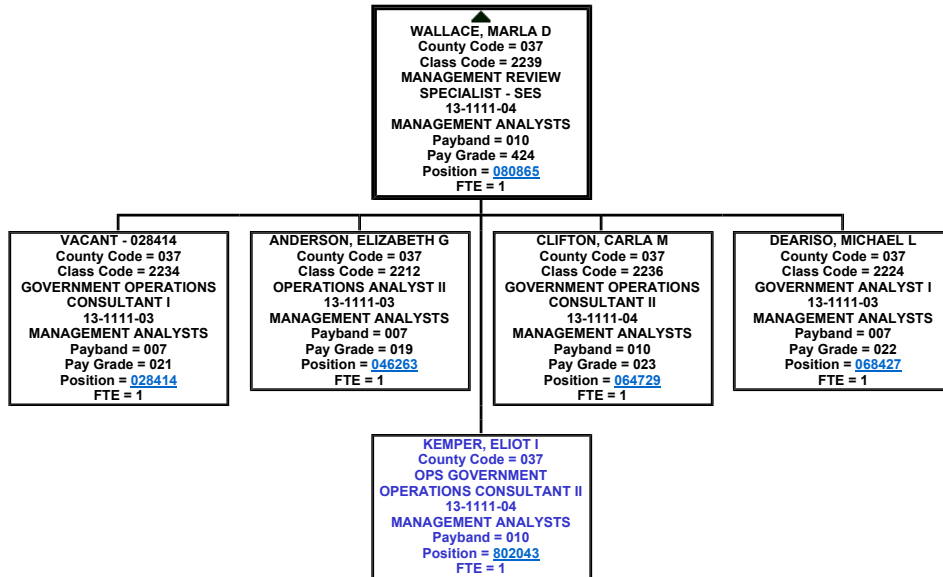 WALLACE, MARLA D
County Code = 037
Class Code = 2239
MANAGEMENT REVIEW
SPECIALIST - SES
13-1111-04
MANAGEMENT ANALYSTS
Payband = 010
Pay Grade = 424
Position = 080865
FTE = 1
VACANT - 028414
County Code = 037
Class Code = 2234
GOVERNMENT OPERATIONS
CONSULTANT I
13-1111-03
MANAGEMENT ANALYSTS
Payband = 007
Pay Grade = 021
Position = 028414
FTE = 1
ANDERSON, ELIZABETH G
County Code = 037
Class Code = 2212
OPERATIONS ANALYST II
13-1111-03
MANAGEMENT ANALYSTS
Payband = 007
Pay Grade = 019
Position = 046263
FTE = 1
CLIFTON, CARLA M
County Code = 037
Class Code = 2236
GOVERNMENT OPERATIONS
CONSULTANT II
13-1111-04
MANAGEMENT ANALYSTS
Payband = 010
Pay Grade = 023
Position = 064729
FTE = 1
DEARISO, MICHAEL L
County Code = 037
Class Code = 2224
GOVERNMENT ANALYST I
13-1111-03
MANAGEMENT ANALYSTS
Payband = 007
Pay Grade = 022
Position = 068427
FTE = 1
KEMPER, ELIOT I
County Code = 037
OPS GOVERNMENT
OPERATIONS CONSULTANT II
13-1111-04
MANAGEMENT ANALYSTS
Payband = 010
Position = 802043
FTE = 1